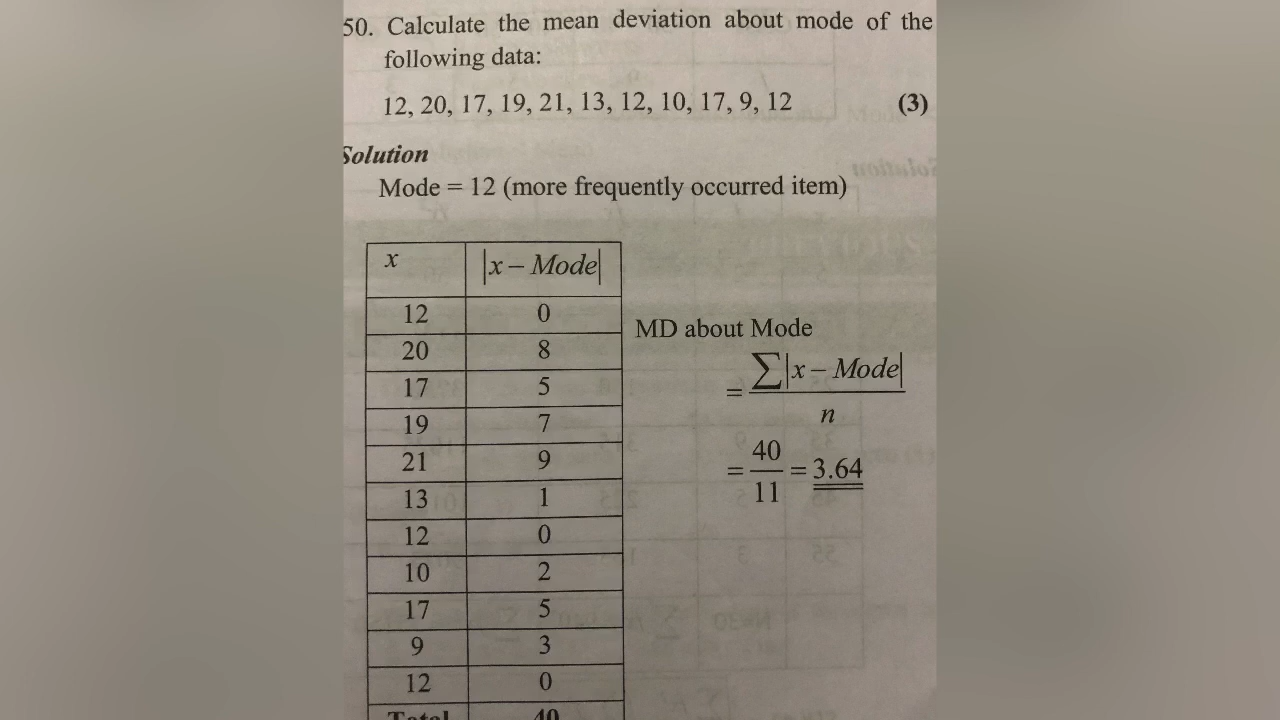 50. Calculate the mean deviation about mode of the
following data:
12, 20, 17, 19, 21, 13, 12, 10, 17, 9, 12 (3)
Solution
Mode = 12 (more frequently occurred item)
x |x – Mode|
12 0
20 8
17 5
19 7
21 9
13 1
12 0
10 2
17 5
9 3
12 0
Total 40
MD about Mode
= ∑|x – Mode| / n
= 40/11 = 3.64